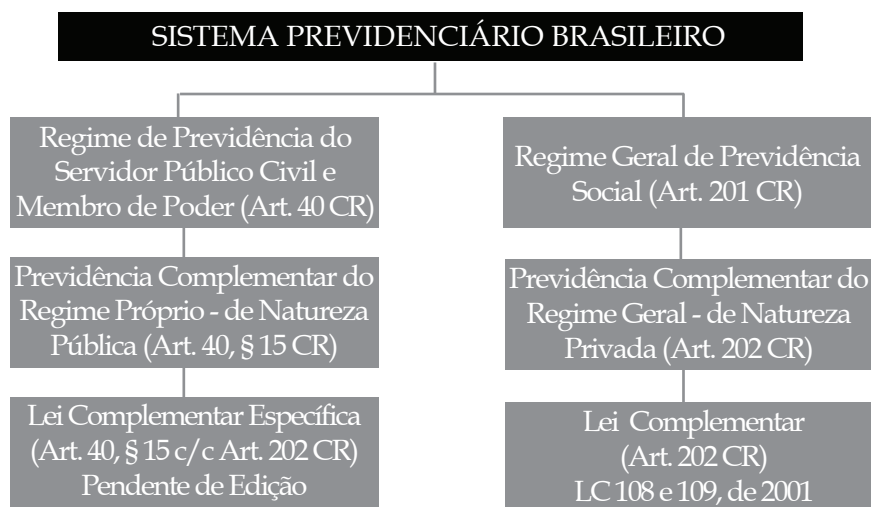 SISTEMA PREVIDENCIÁRIO BRASILEIRO
Regime de Previdência do
Servidor Público Civil e
Membro de Poder (Art. 40 CR)
Previdência Complementar do
Regime Próprio - de Natureza
Pública (Art. 40, § 15 CR)
Lei Complementar Específica
(Art. 40, § 15 c/c Art. 202 CR)
Pendente de Edição
Regime Geral de Previdência
Social (Art. 201 CR)
Previdência Complementar do
Regime Geral - de Natureza
Privada (Art. 202 CR)
Lei Complementar
(Art. 202 CR)
LC 108 e 109, de 2001